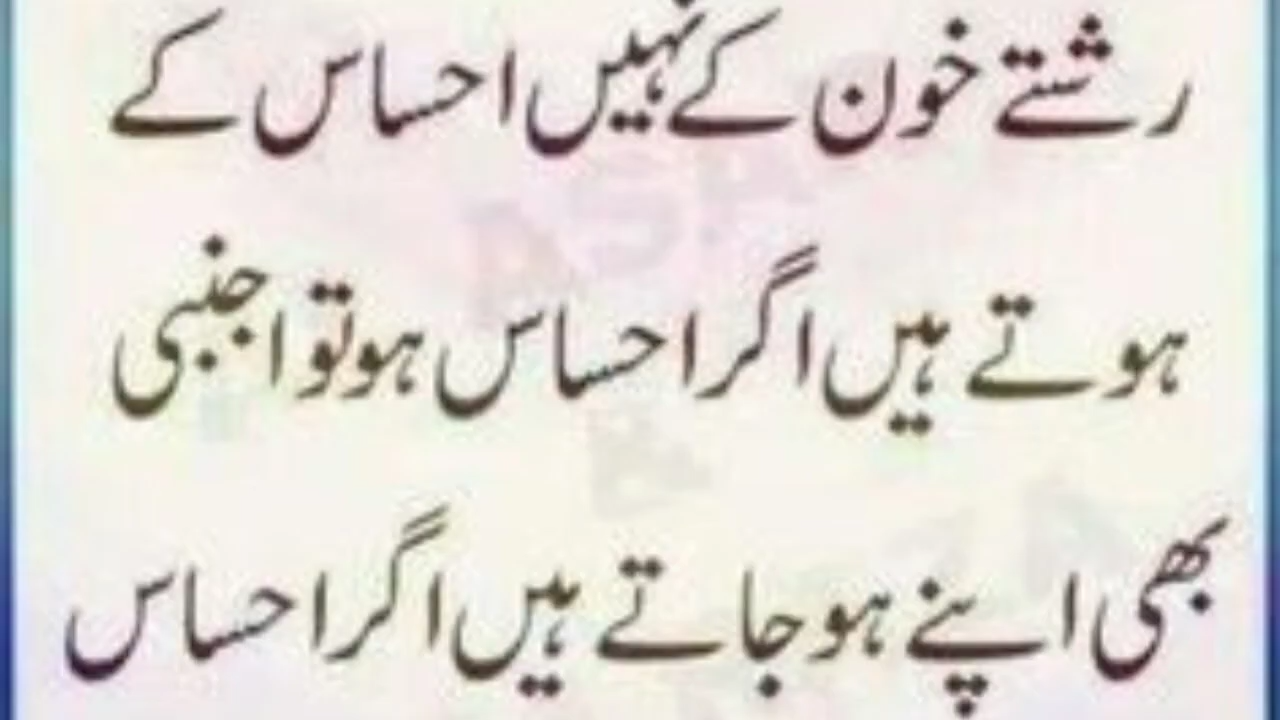 رشتے خون کے نہیں احساس کے
ہوتے ہیں اگر احساس ہو تو اجنبی
بھی اپنے ہو جاتے ہیں اگر احساس